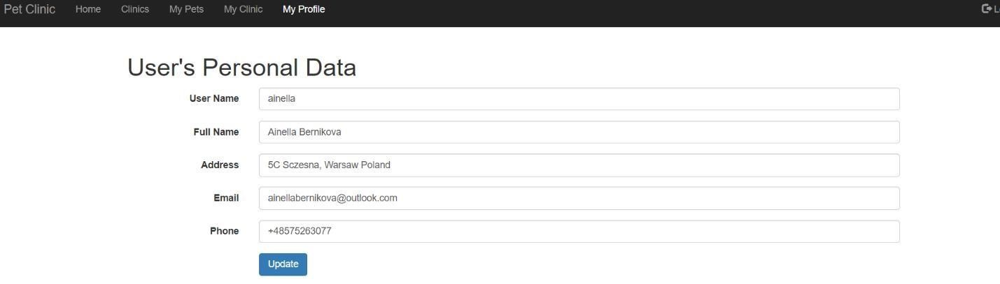 Pet Clinic Home Clinics My Pets My Clinic My Profile
User's Personal Data
User Name ainella
Full Name Ainella Bernikova
Address 5C Sczesna, Warsaw Poland
Email ainellabernikova@outlook.com
Phone +48575263077
Update